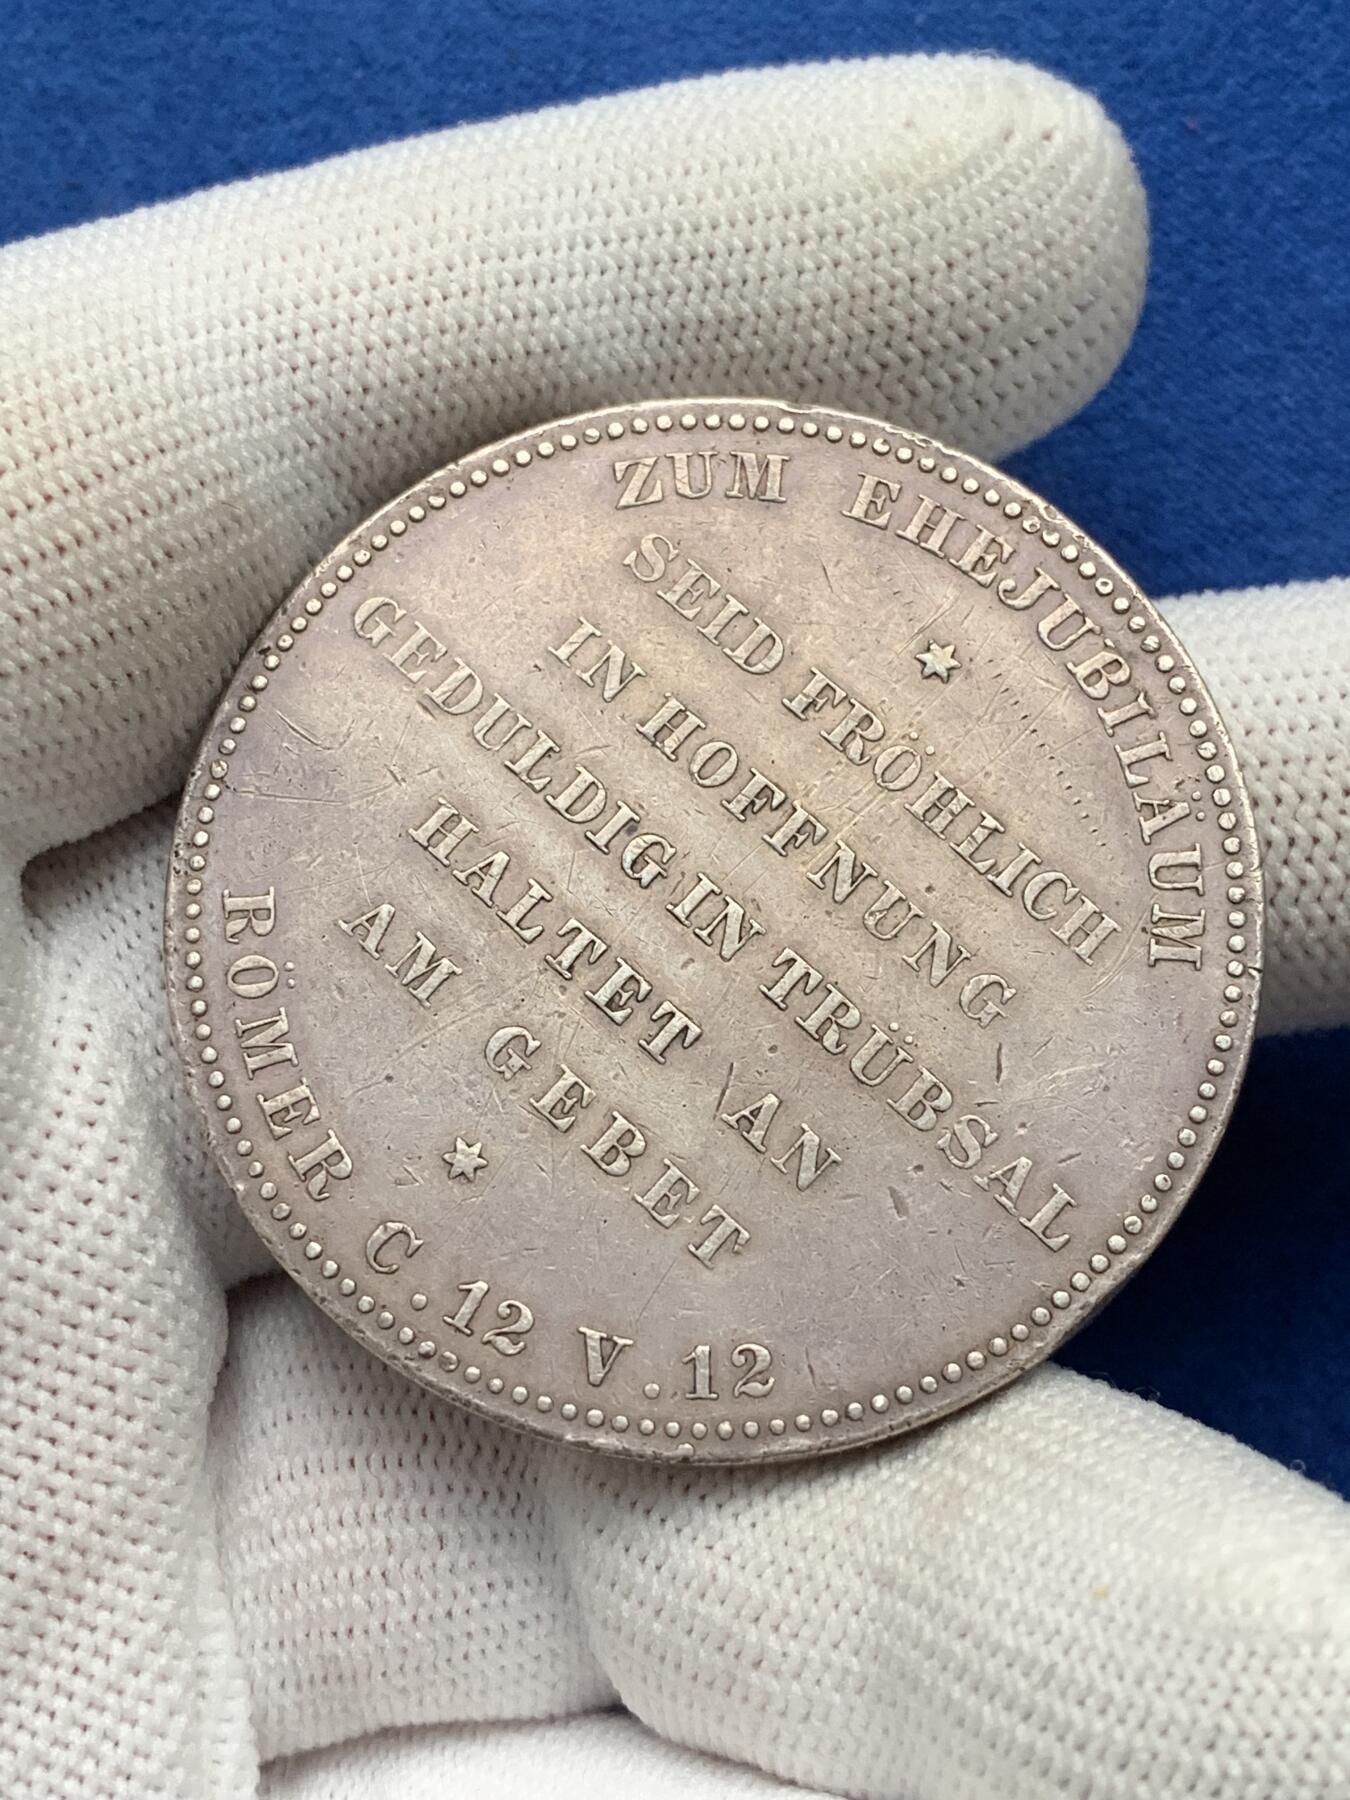 ZUM EHEJUBILÄUM
SEID FRÖHLICH
IN HOFFNUNG
GEDULDIG IN TRÜBSAL
HALTET AN
AM GEBET
RÖMER C. 12 V. 12